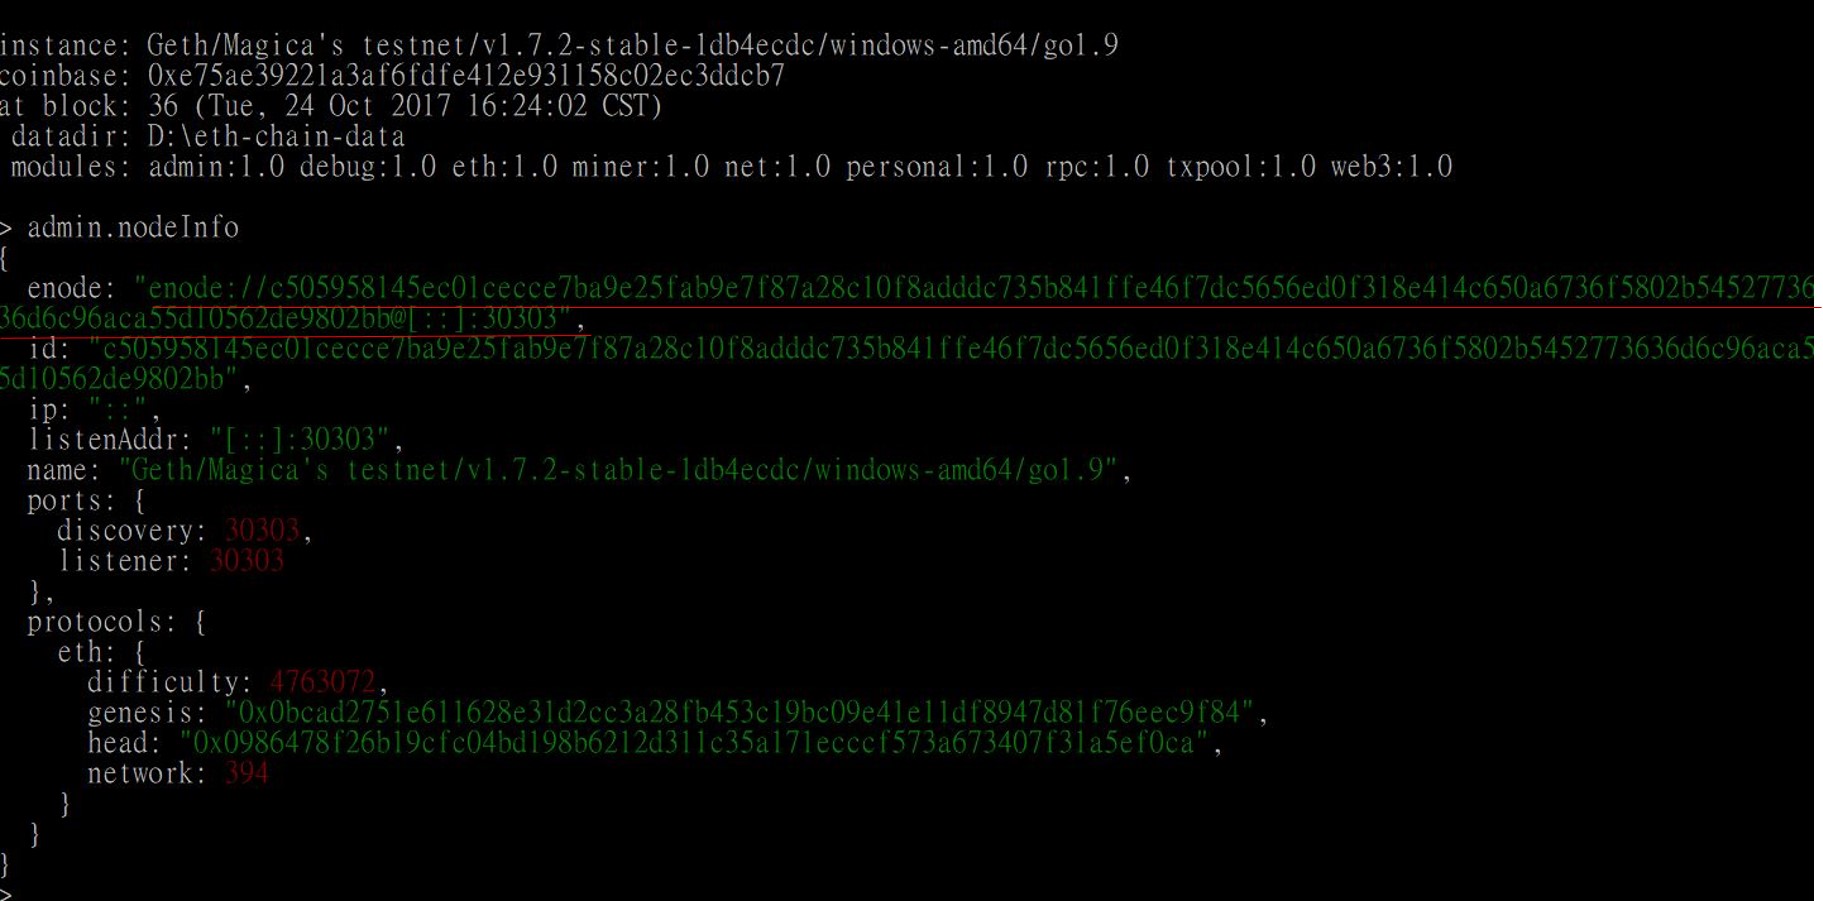 instance: Geth/Magica's testnet/v1.7.2-stable-1db4ecdc/windows-amd64/go1.9
coinbase: 0xe75ae39221a3af6fdfe412e931158c02ec3ddcb7
at block: 36 (Tue, 24 Oct 2017 16:24:02 CST)
 datadir: D:\eth-chain-data
 modules: admin:1.0 debug:1.0 eth:1.0 miner:1.0 net:1.0 personal:1.0 rpc:1.0 txpool:1.0 web3:1.0
> admin.nodeInfo
{
  enode: "enode://c505958145ec01cecce7ba9e25fab9e7f87a28c10f8adddc735b841ffe46f7dc5656ed0f318e414c650a6736f5802b54527736
36d6c96aca55d10562de9802bb@[::]:30303",
  id: "c505958145ec01cecce7ba9e25fab9e7f87a28c10f8adddc735b841ffe46f7dc5656ed0f318e414c650a6736f5802b5452773636d6c96aca5
5d10562de9802bb",
  ip: "::",
  listenAddr: "[::]:30303",
  name: "Geth/Magica's testnet/v1.7.2-stable-1db4ecdc/windows-amd64/go1.9",
  ports: {
    discovery: 30303,
    listener: 30303
  },
  protocols: {
    eth: {
      difficulty: 4763072,
      genesis: "0x0bcad2751e611628e31d2cc3a28fb453c19bc09e41e11df8947d81f76eec9f84",
      head: "0x0986478f26b19cfc04bd198b6212d311c35a171ecccf573a673407f31a5ef0ca",
      network: 394
    }
  }
}
>